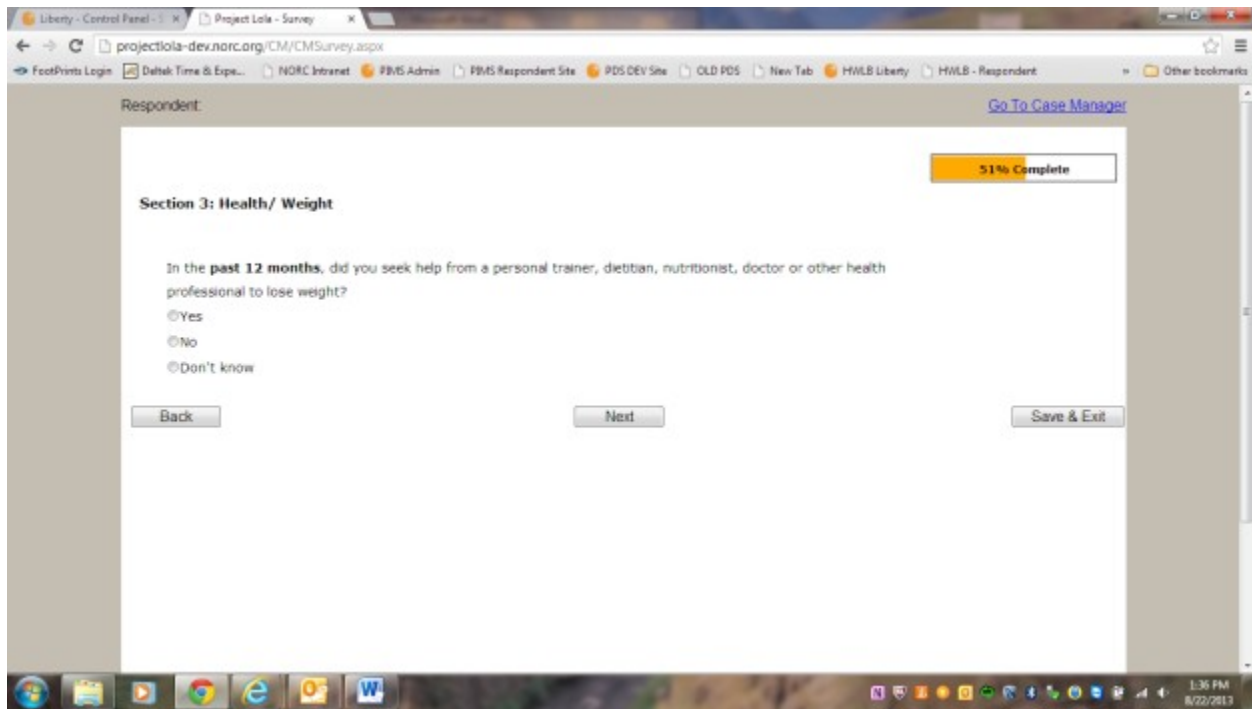 Liberty - Control Panel - S
Project Lola - Survey
projectlola-dev.norc.org/CM/CMSurvey.aspx
FootPrints Login Deltek Time & Expe... NORC Intranet PIMS Admin PIMS Respondent Site PDS DEV Site OLD PDS New Tab HWLB Liberty HWLB - Respondent » Other bookmarks
Respondent: Go To Case Manager
51% Complete
Section 3: Health/ Weight
In the past 12 months, did you seek help from a personal trainer, dietitian, nutritionist, doctor or other health
professional to lose weight?
Yes
No
Don't know
Back Next Save & Exit
1:36 PM
8/22/2013